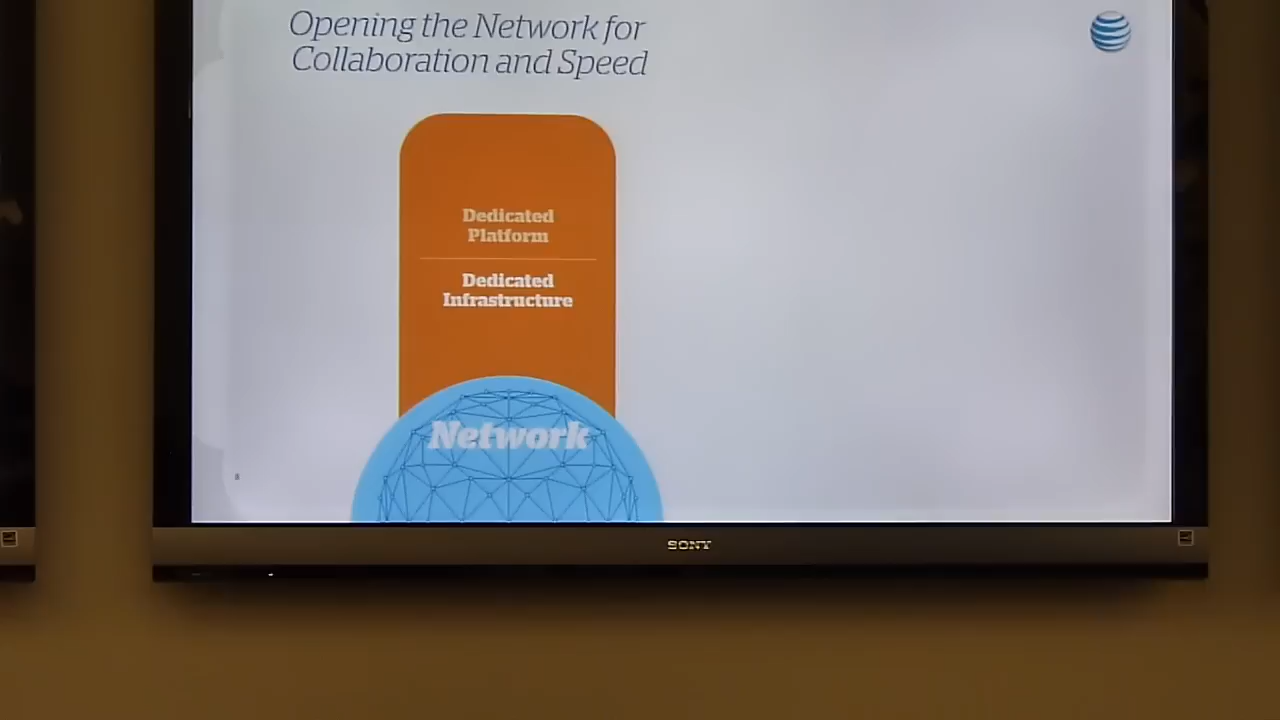 Opening the Network for
Collaboration and Speed
Dedicated
Platform
Dedicated
Infrastructure
Network
SONY